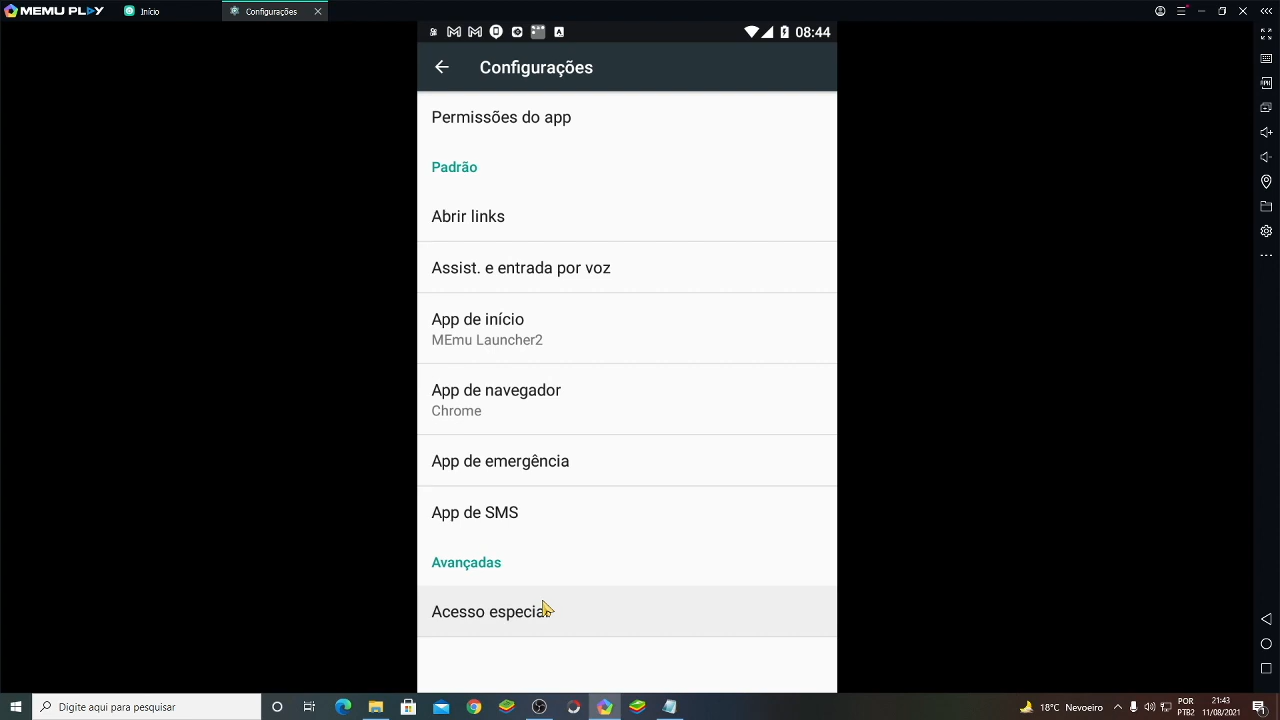 MEMU PLAY
Início
Configurações
08:44
Configurações
Permissões do app
Padrão
Abrir links
Assist. e entrada por voz
App de início
MEmu Launcher2
App de navegador
Chrome
App de emergência
App de SMS
Avançadas
Acesso especial
Digite aqui para pesquisar
18°C Nevoeiro
POR
PTB2
21:43
11/08/2021